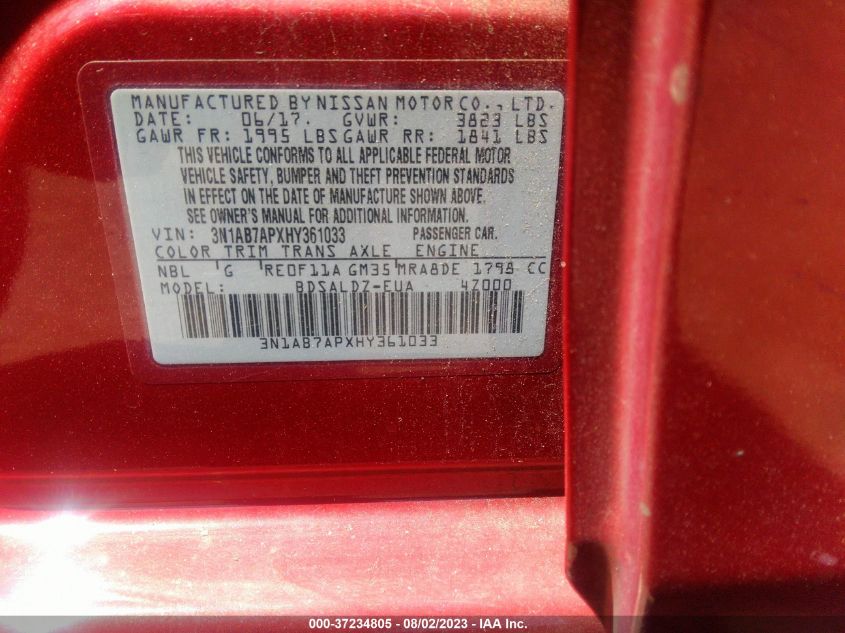 MANUFACTURED BY NISSAN MOTOR CO., LTD.
DATE: 06/17. GVWR: 3823 LBS
GAWR FR: 1995 LBS GAWR RR: 1841 LBS
THIS VEHICLE CONFORMS TO ALL APPLICABLE FEDERAL MOTOR
VEHICLE SAFETY, BUMPER AND THEFT PREVENTION STANDARDS
IN EFFECT ON THE DATE OF MANUFACTURE SHOWN ABOVE.
SEE OWNER'S MANUAL FOR ADDITIONAL INFORMATION.
VIN: 3N1AB7APXHY361033 PASSENGER CAR.
COLOR TRIM TRANS AXLE ENGINE
NBL G RE0F11A GM35 MRA8DE 1798 CC
MODEL: BDSALDZ-EUA 4Z000
3N1AB7APXHY361033
000-37234805 - 08/02/2023 - IAA Inc.